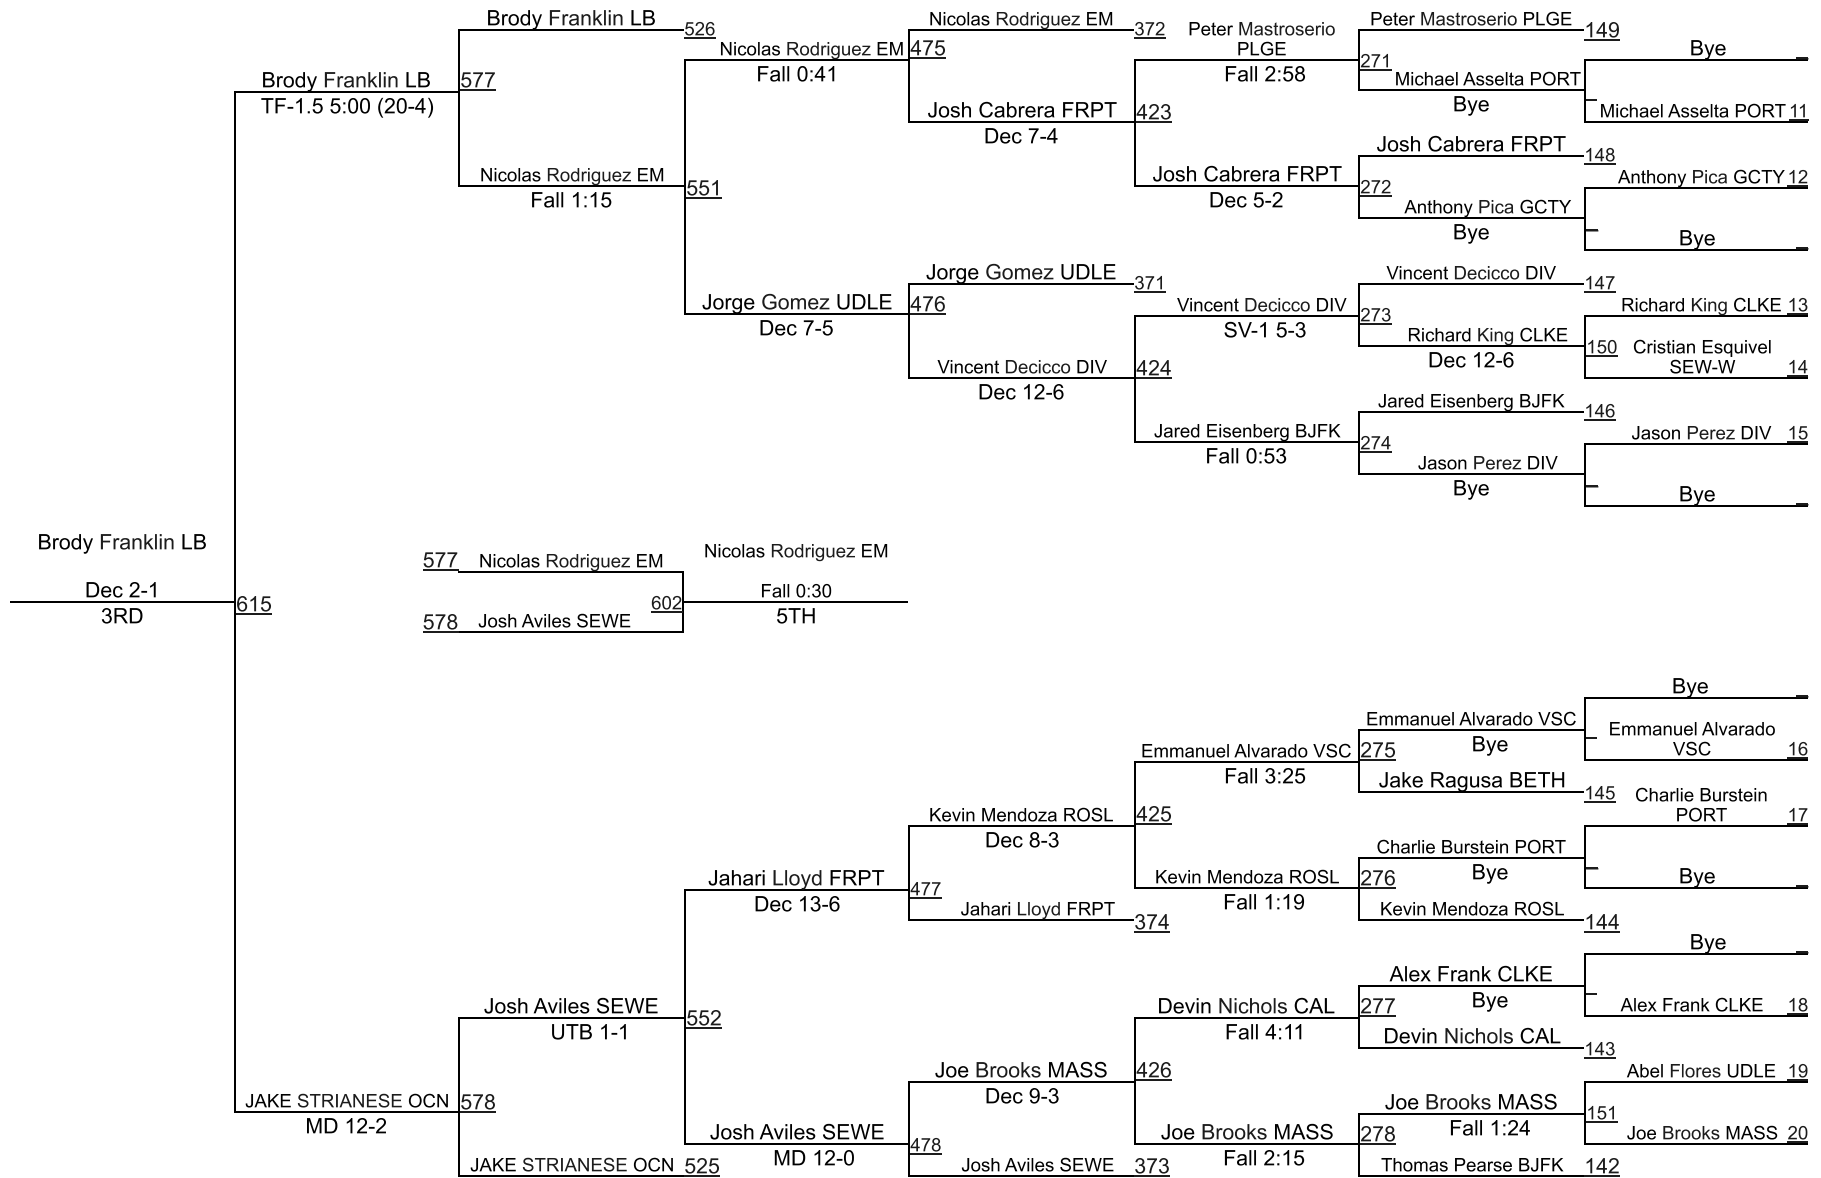 Brody Franklin LB
526
Nicolas Rodriguez EM
372
Peter Mastroserio
PLGE
Fall 2:58
Peter Mastroserio PLGE
149
Bye
Nicolas Rodriguez EM
475
Fall 0:41
271
Michael Asselta PORT
Bye
Michael Asselta PORT
11
Brody Franklin LB
577
TF-1.5 5:00 (20-4)
Josh Cabrera FRPT
423
Dec 7-4
Josh Cabrera FRPT
148
Anthony Pica GCTY
12
Nicolas Rodriguez EM
551
Fall 1:15
Josh Cabrera FRPT
272
Dec 5-2
Anthony Pica GCTY
Bye
Bye
Jorge Gomez UDLE
371
Vincent Decicco DIV
147
Jorge Gomez UDLE
476
Dec 7-5
Vincent Decicco DIV
273
SV-1 5-3
Richard King CLKE
13
Richard King CLKE
150
Dec 12-6
Cristian Esquivel
SEW-W
14
Vincent Decicco DIV
424
Dec 12-6
Jared Eisenberg BJFK
146
Jared Eisenberg BJFK
274
Fall 0:53
Jason Perez DIV
15
Jason Perez DIV
Bye
Bye
Brody Franklin LB
Dec 2-1
3RD
615
577
Nicolas Rodriguez EM
Nicolas Rodriguez EM
602
Fall 0:30
5TH
578
Josh Aviles SEWE
Bye
Emmanuel Alvarado VSC
Bye
Emmanuel Alvarado
VSC
16
Emmanuel Alvarado VSC
275
Fall 3:25
Jake Ragusa BETH
145
Charlie Burstein
PORT
17
Kevin Mendoza ROSL
425
Dec 8-3
Charlie Burstein PORT
Bye
Bye
Jahari Lloyd FRPT
477
Dec 13-6
Kevin Mendoza ROSL
276
Fall 1:19
Jahari Lloyd FRPT
374
Kevin Mendoza ROSL
144
Bye
Alex Frank CLKE
Bye
Alex Frank CLKE
18
Josh Aviles SEWE
552
UTB 1-1
Devin Nichols CAL
277
Fall 4:11
Devin Nichols CAL
143
Joe Brooks MASS
426
Dec 9-3
Abel Flores UDLE
19
JAKE STRIANESE OCN
578
MD 12-2
Joe Brooks MASS
151
Fall 1:24
Josh Aviles SEWE
478
MD 12-0
Joe Brooks MASS
278
Fall 2:15
Joe Brooks MASS
20
JAKE STRIANESE OCN
525
Josh Aviles SEWE
373
Thomas Pearse BJFK
142